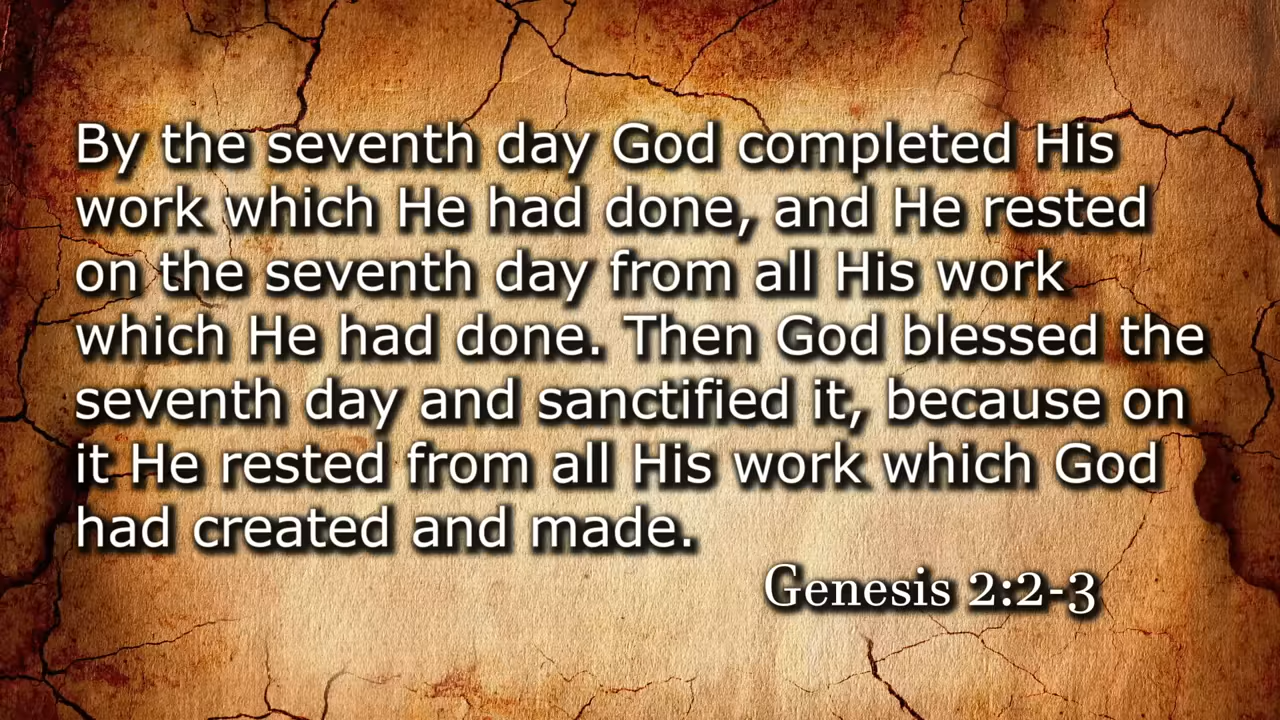 By the seventh day God completed His
work which He had done, and He rested
on the seventh day from all His work
which He had done. Then God blessed the
seventh day and sanctified it, because on
it He rested from all His work which God
had created and made.
Genesis 2:2-3